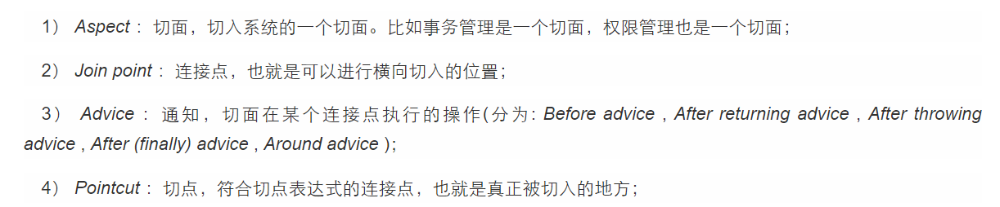 1） Aspect ：切面，切入系统的一个切面。比如事务管理是一个切面，权限管理也是一个切面；
2） Join point ：连接点，也就是可以进行横向切入的位置；
3） Advice ：通知，切面在某个连接点执行的操作(分为: Before advice , After returning advice , After throwing
advice , After (finally) advice , Around advice )；
4） Pointcut ：切点，符合切点表达式的连接点，也就是真正被切入的地方；